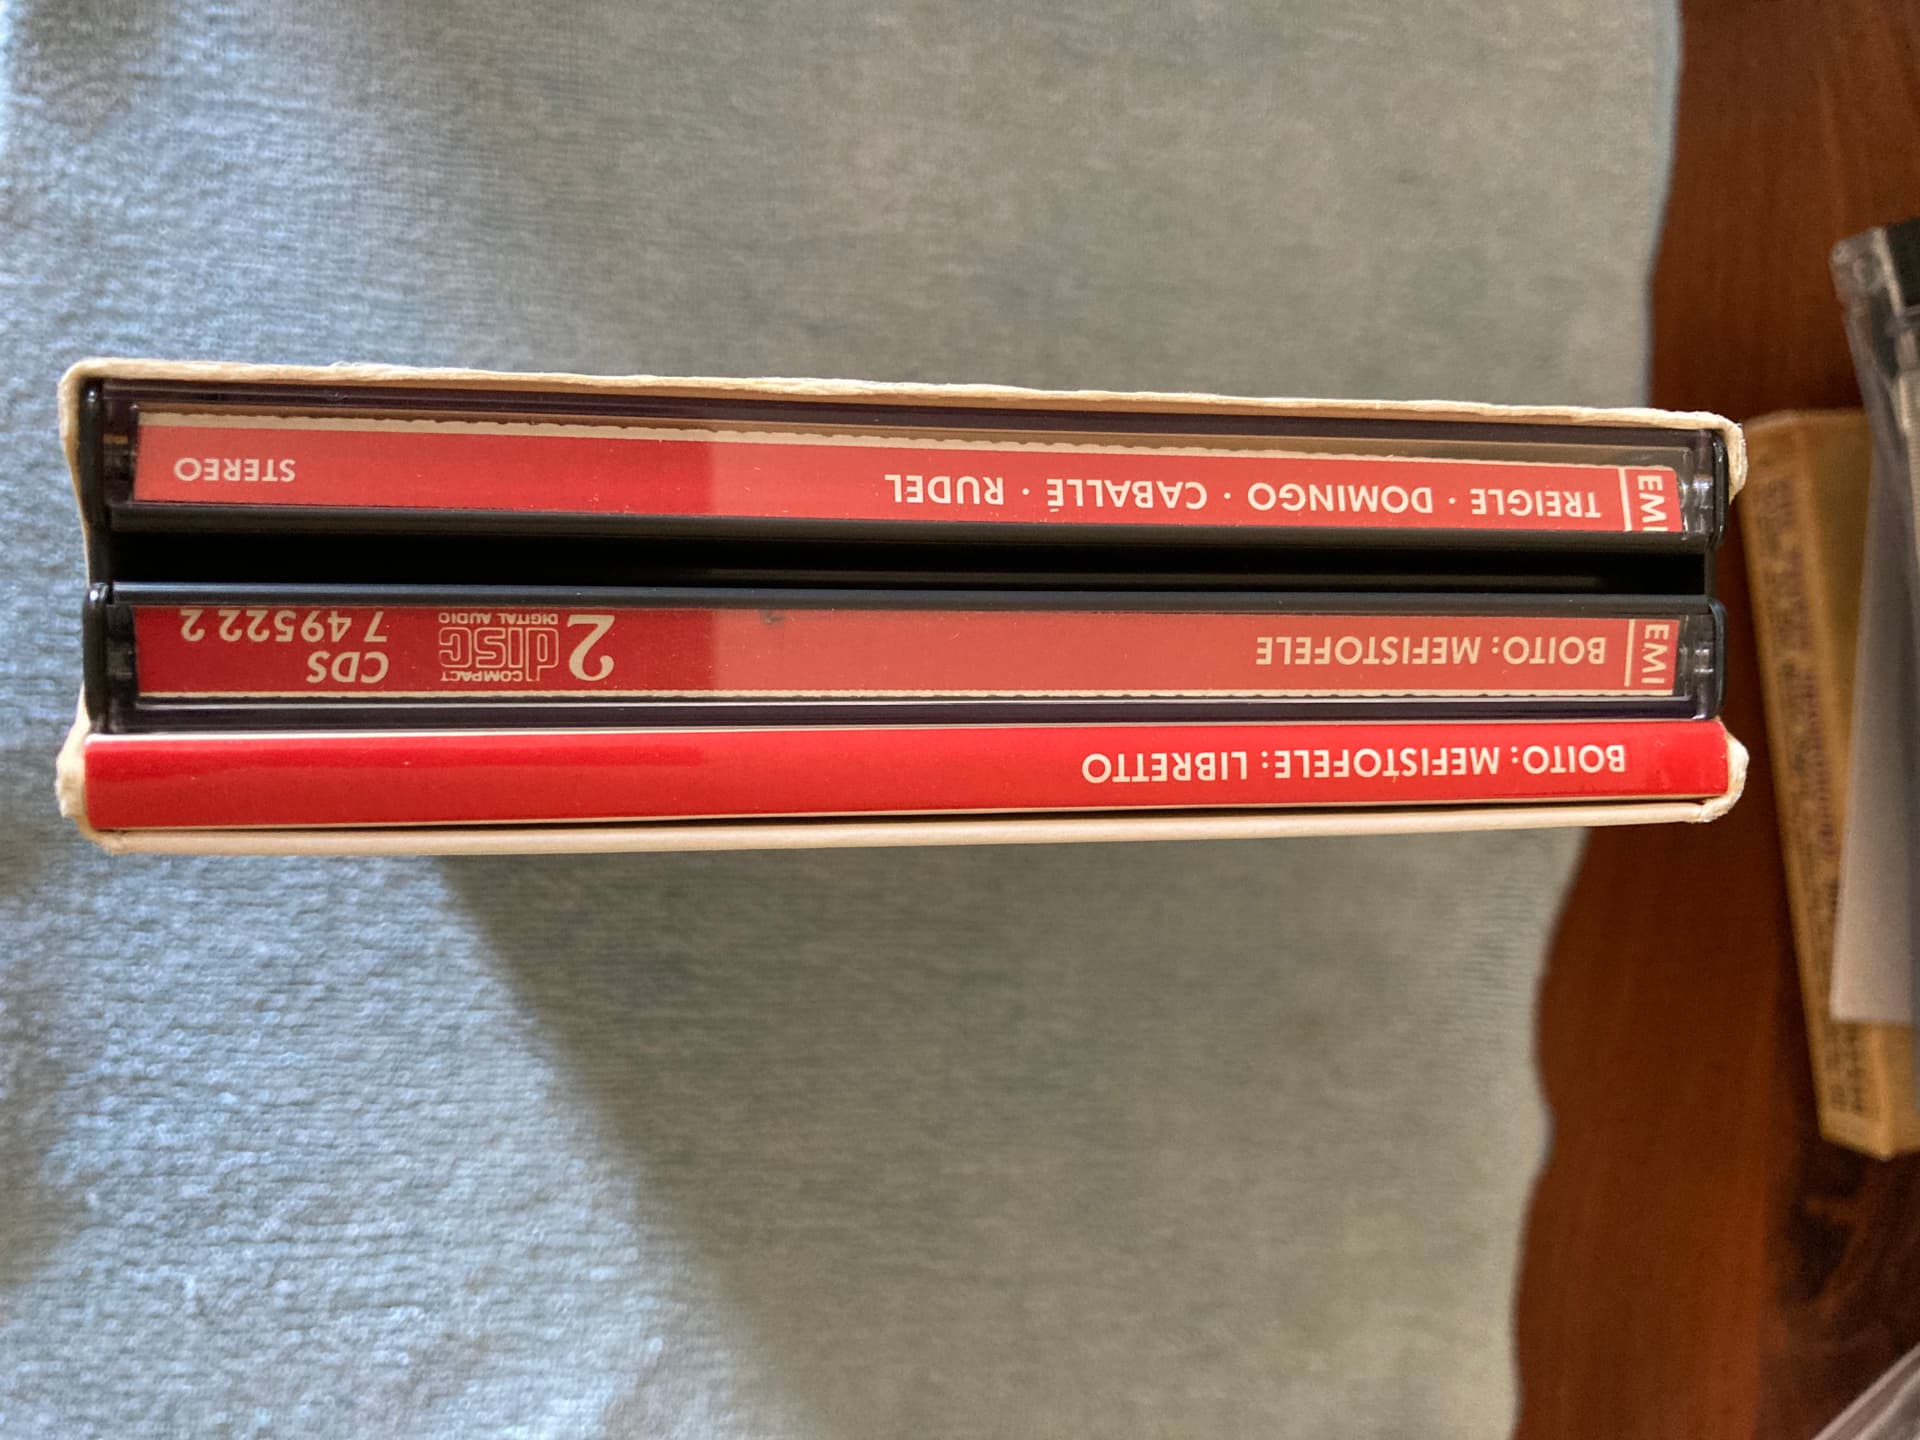 BOITO: MEFISTOFELE: LIBRETTO
EMI
BOITO: MEFISTOFELE
2
COMPACT
disc
DIGITAL AUDIO
CDS
7 49522 2
EMI
TREIGLE · DOMINGO · CABALLÉ · RUDEL
STEREO